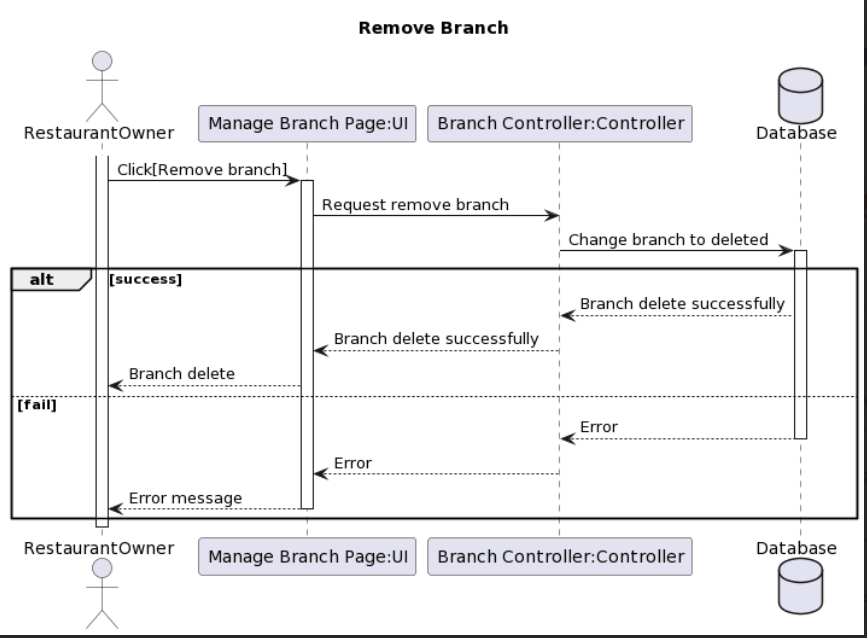 Remove Branch
RestaurantOwner
Manage Branch Page:UI
Branch Controller:Controller
Database
Click[Remove branch]
Request remove branch
Change branch to deleted
alt
[success]
Branch delete successfully
Branch delete successfully
Branch delete
[fail]
Error
Error
Error message
RestaurantOwner
Manage Branch Page:UI
Branch Controller:Controller
Database